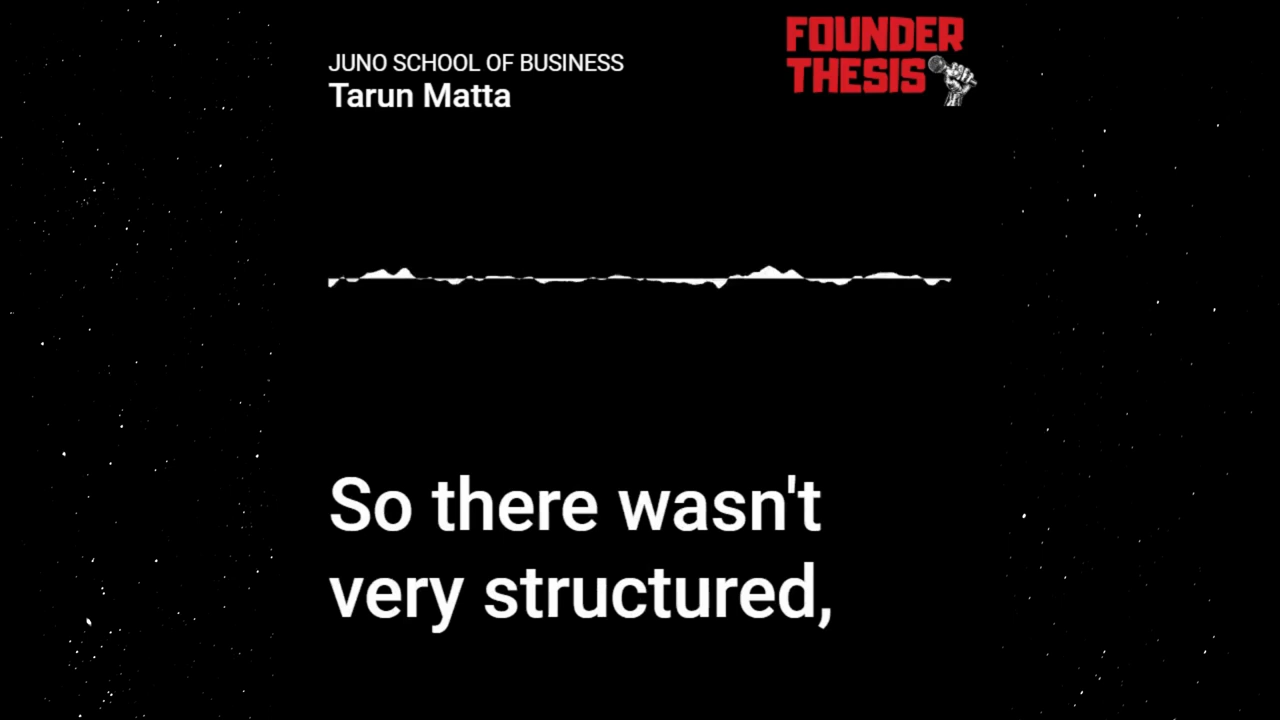 JUNO SCHOOL OF BUSINESS
Tarun Matta
FOUNDER
THESIS
So there wasn't
very structured,